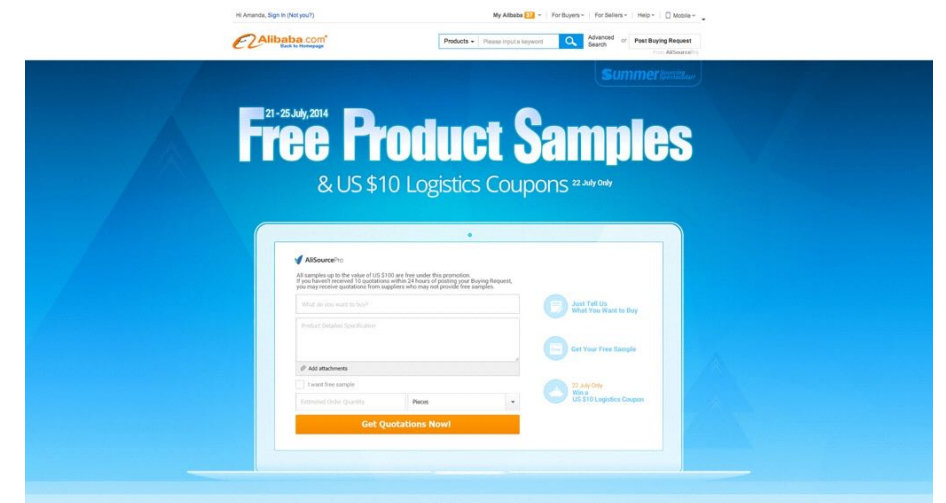 Hi Amanda, Sign in (Not you?)
My Alibaba 37 For Buyers For Sellers Help Mobile
Alibaba.com
Back to Homepage
Products Please input a keyword
Advanced Search
or
Post Buying Request
AliSourcePro
Summer
21 - 25 July, 2014
Free Product Samples
& US $10 Logistics Coupons 22 July Only
AliSourcePro
All samples up to the value of US $100 are free under this promotion.
If you haven't received 10 quotations within 24 hours of posting your Buying Request,
you may receive quotations from suppliers who may not provide free samples.
What do you want to buy?
Product Detailed Specification
Add attachments
I want free sample
Estimated Order Quantity Pieces
Get Quotations Now!
Just Tell Us
What You Want to Buy
Get Your Free Sample
22 July Only
Win a
US $10 Logistics Coupon